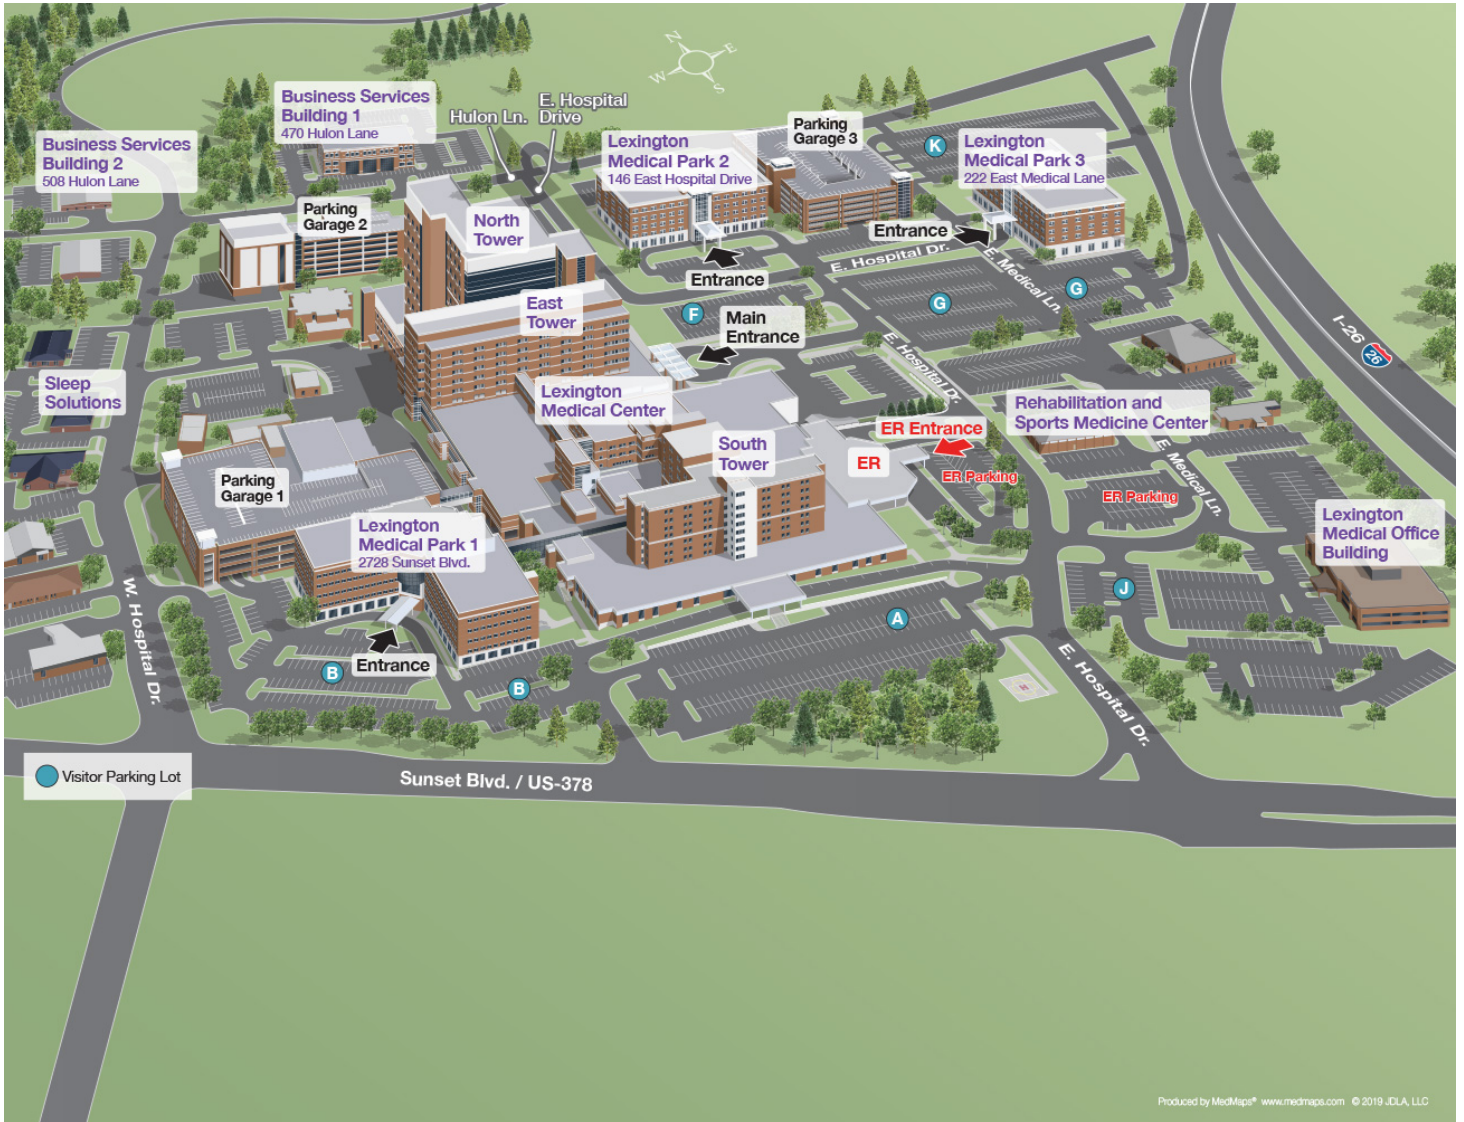 N
E
W
S
Business Services
Building 1
470 Hulon Lane
Hulon Ln.
E. Hospital
Drive
Business Services
Building 2
508 Hulon Lane
Lexington
Medical Park 2
146 East Hospital Drive
Parking
Garage 3
K
Lexington
Medical Park 3
222 East Medical Lane
Parking
Garage 2
North
Tower
Entrance
E. Hospital Dr.
E. Medical Ln.
Entrance
G
G
East
Tower
F
Main
Entrance
I-26
26
E. Hospital Dr.
Sleep
Solutions
Lexington
Medical Center
Rehabilitation and
Sports Medicine Center
ER Entrance
South
Tower
ER
ER Parking
E. Medical Ln.
ER Parking
Parking
Garage 1
Lexington
Medical Park 1
2728 Sunset Blvd.
Lexington
Medical Office
Building
W. Hospital Dr.
J
A
Entrance
B
B
H
E. Hospital Dr.
Visitor Parking Lot
Sunset Blvd. / US-378
Produced by MedMaps® www.medmaps.com © 2019 JDLA, LLC